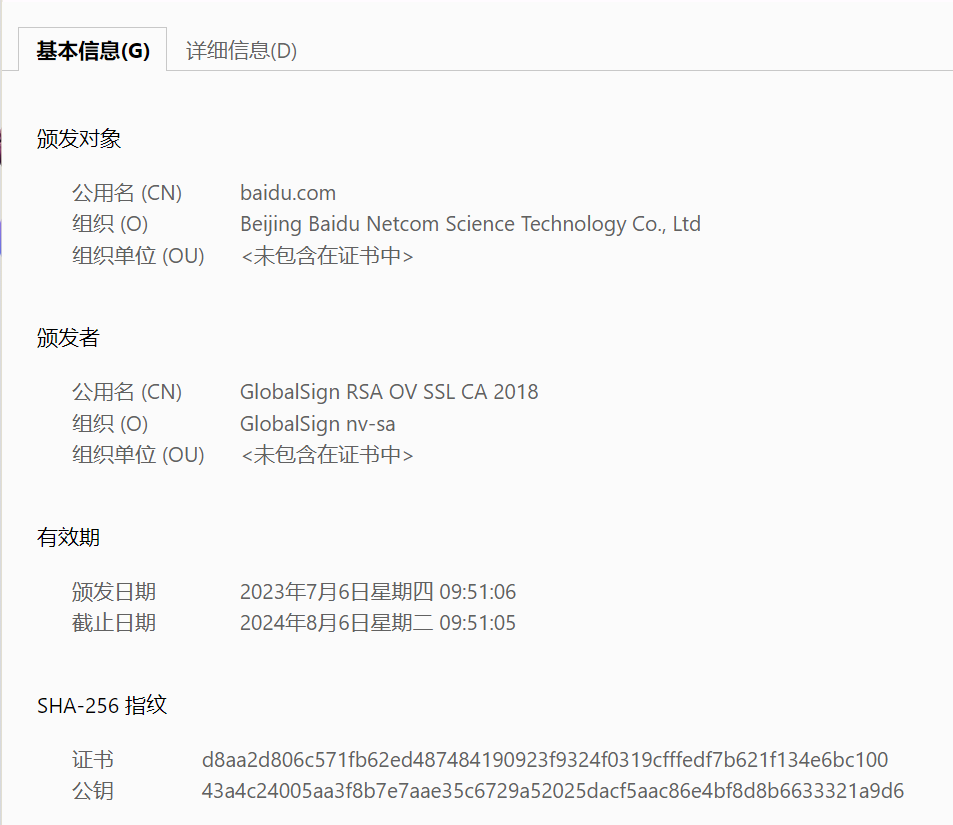 基本信息(G) 详细信息(D)
颁发对象
公用名 (CN) baidu.com
组织 (O) Beijing Baidu Netcom Science Technology Co., Ltd
组织单位 (OU) <未包含在证书中>
颁发者
公用名 (CN) GlobalSign RSA OV SSL CA 2018
组织 (O) GlobalSign nv-sa
组织单位 (OU) <未包含在证书中>
有效期
颁发日期 2023年7月6日星期四 09:51:06
截止日期 2024年8月6日星期二 09:51:05
SHA-256 指纹
证书 d8aa2d806c571fb62ed487484190923f9324f0319cfffedf7b621f134e6bc100
公钥 43a4c24005aa3f8b7e7aae35c6729a52025dacf5aac86e4bf8d8b6633321a9d6